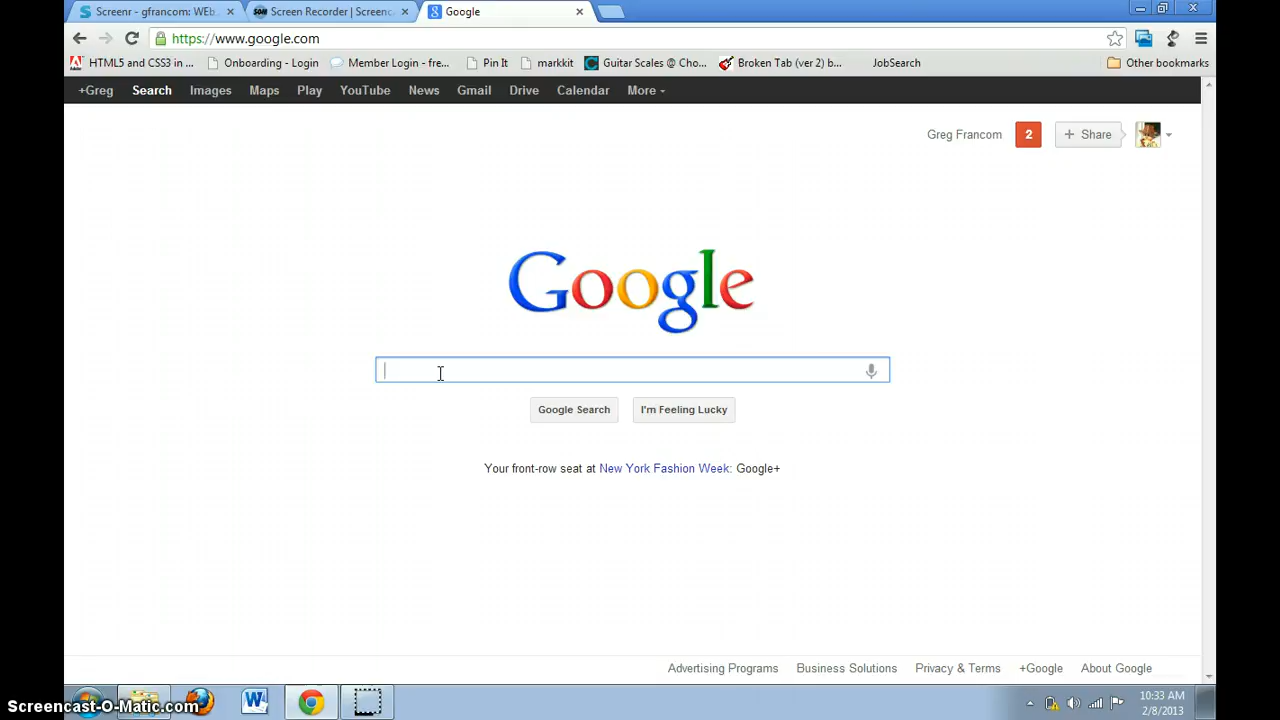 Screenr - gfrancom: WEb... Screen Recorder | Screenc... Google
https://www.google.com
HTML5 and CSS3 in ... Onboarding - Login Member Login - fre... Pin It markkit Guitar Scales @ Cho... Broken Tab (ver 2) b... JobSearch Other bookmarks
+Greg Search Images Maps Play YouTube News Gmail Drive Calendar More
Greg Francom 2 + Share
Google
Google Search I'm Feeling Lucky
Your front-row seat at New York Fashion Week: Google+
Advertising Programs Business Solutions Privacy & Terms +Google About Google
10:33 AM
2/8/2013
Screencast-O-Matic.com